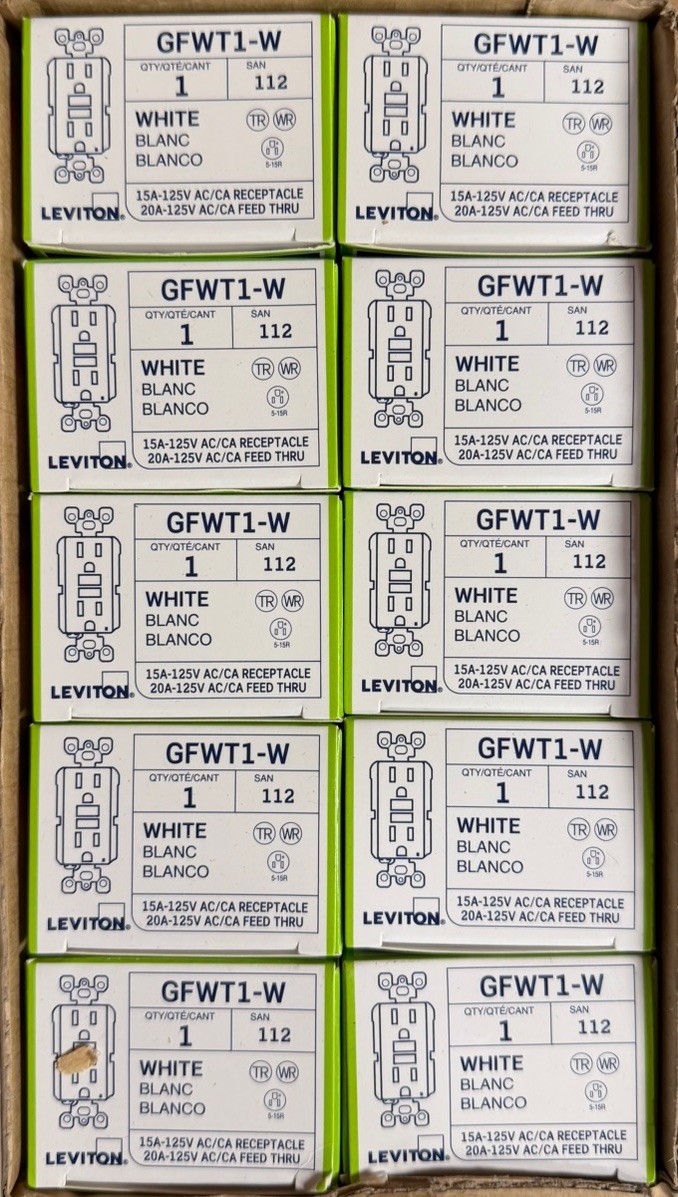 GFWT1-W
QTY/QTÉ/CANT SAN
1 112
WHITE TR WR
BLANC
BLANCO 5-15R
15A-125V AC/CA RECEPTACLE
LEVITON® 20A-125V AC/CA FEED THRU
GFWT1-W
QTY/QTÉ/CANT SAN
1 112
WHITE TR WR
BLANC
BLANCO 5-15R
15A-125V AC/CA RECEPTACLE
LEVITON® 20A-125V AC/CA FEED THRU
GFWT1-W
QTY/QTÉ/CANT SAN
1 112
WHITE TR WR
BLANC
BLANCO 5-15R
15A-125V AC/CA RECEPTACLE
LEVITON® 20A-125V AC/CA FEED THRU
GFWT1-W
QTY/QTÉ/CANT SAN
1 112
WHITE TR WR
BLANC
BLANCO 5-15R
15A-125V AC/CA RECEPTACLE
LEVITON® 20A-125V AC/CA FEED THRU
GFWT1-W
QTY/QTÉ/CANT SAN
1 112
WHITE TR WR
BLANC
BLANCO 5-15R
15A-125V AC/CA RECEPTACLE
LEVITON® 20A-125V AC/CA FEED THRU
GFWT1-W
QTY/QTÉ/CANT SAN
1 112
WHITE TR WR
BLANC
BLANCO 5-15R
15A-125V AC/CA RECEPTACLE
LEVITON® 20A-125V AC/CA FEED THRU
GFWT1-W
QTY/QTÉ/CANT SAN
1 112
WHITE TR WR
BLANC
BLANCO 5-15R
15A-125V AC/CA RECEPTACLE
LEVITON® 20A-125V AC/CA FEED THRU
GFWT1-W
QTY/QTÉ/CANT SAN
1 112
WHITE TR WR
BLANC
BLANCO 5-15R
15A-125V AC/CA RECEPTACLE
LEVITON® 20A-125V AC/CA FEED THRU
GFWT1-W
QTY/QTÉ/CANT SAN
1 112
WHITE TR WR
BLANC
BLANCO 5-15R
15A-125V AC/CA RECEPTACLE
LEVITON® 20A-125V AC/CA FEED THRU
GFWT1-W
QTY/QTÉ/CANT SAN
1 112
WHITE TR WR
BLANC
BLANCO 5-15R
15A-125V AC/CA RECEPTACLE
LEVITON® 20A-125V AC/CA FEED THRU